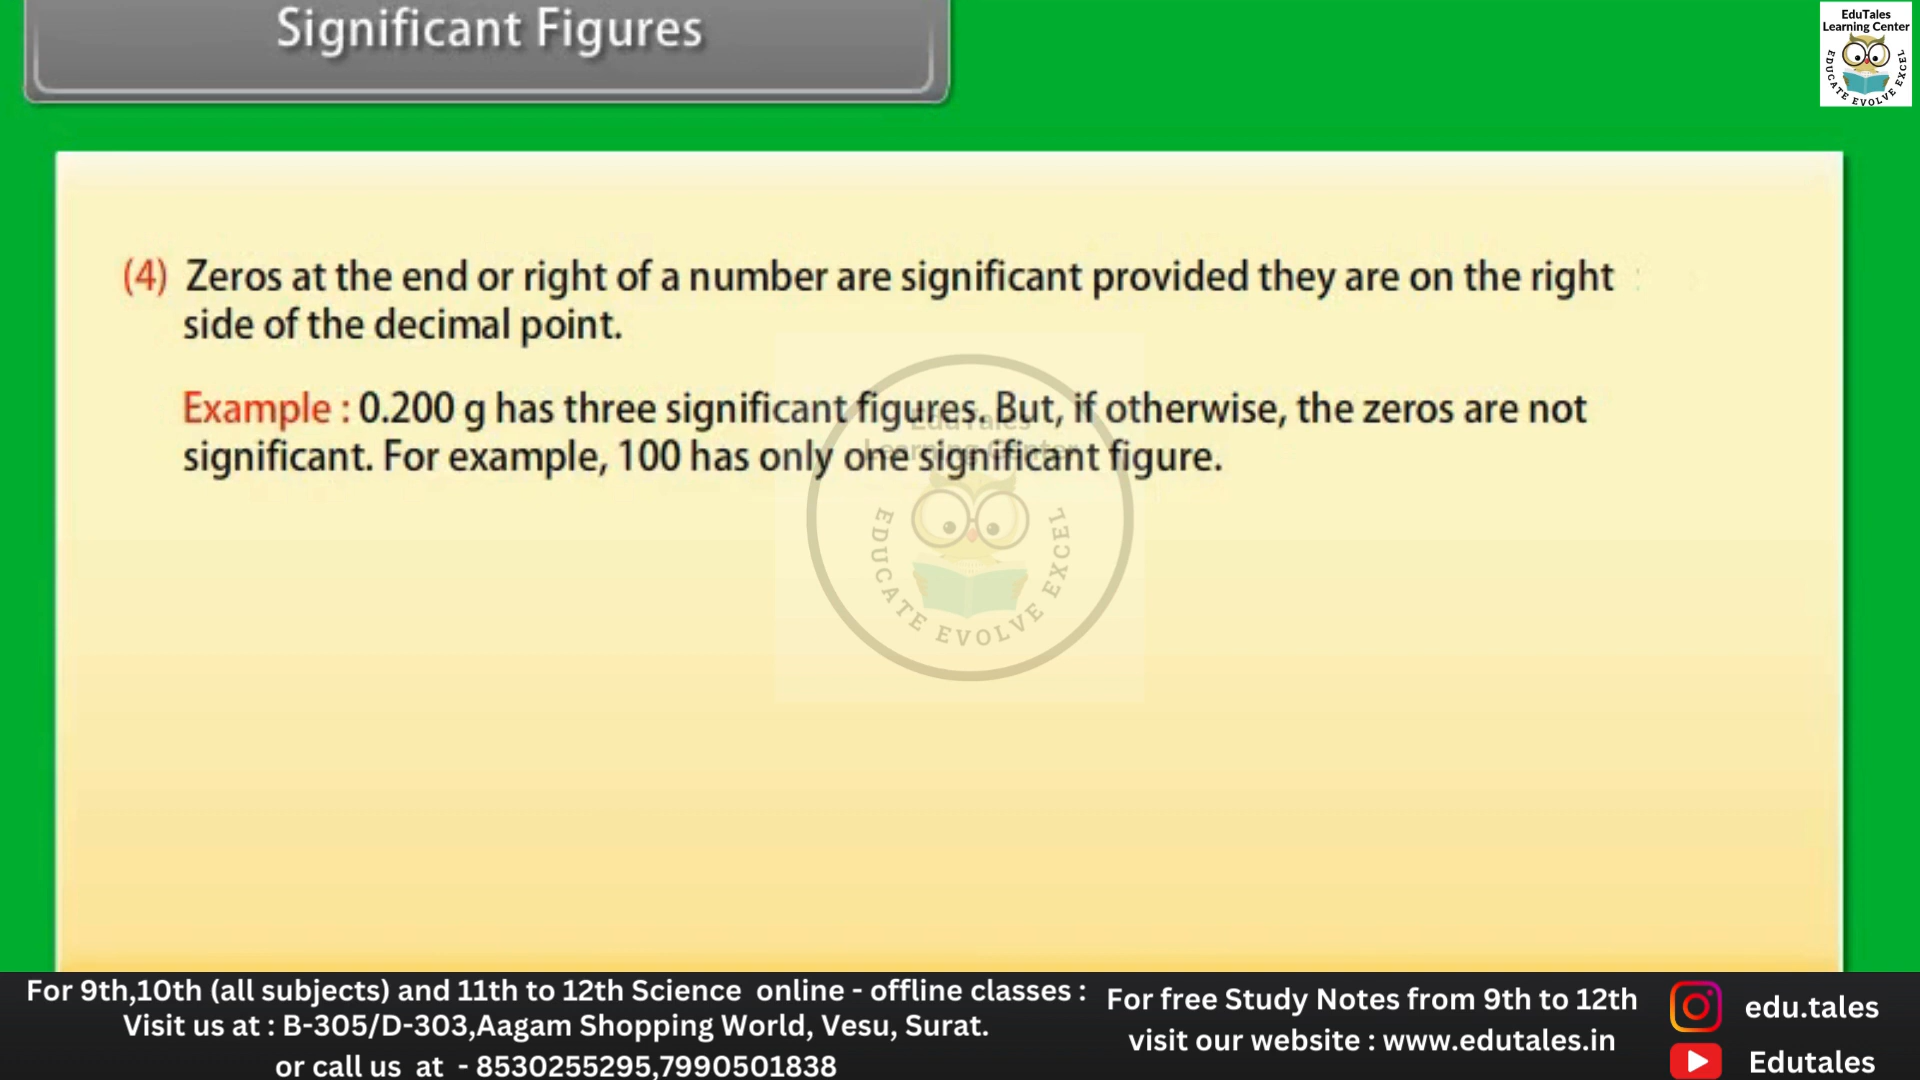 Significant Figures
EduTales
Learning Center
EDUCATE EVOLVE EXCEL
(4) Zeros at the end or right of a number are significant provided they are on the right
side of the decimal point.
Example : 0.200 g has three significant figures. But, if otherwise, the zeros are not
significant. For example, 100 has only one significant figure.
EduTales
Learning Center
EDUCATE EVOLVE EXCEL
For 9th,10th (all subjects) and 11th to 12th Science online - offline classes :
Visit us at : B-305/D-303,Aagam Shopping World, Vesu, Surat.
or call us at - 8530255295,7990501838
For free Study Notes from 9th to 12th
visit our website : www.edutales.in
edu.tales
Edutales